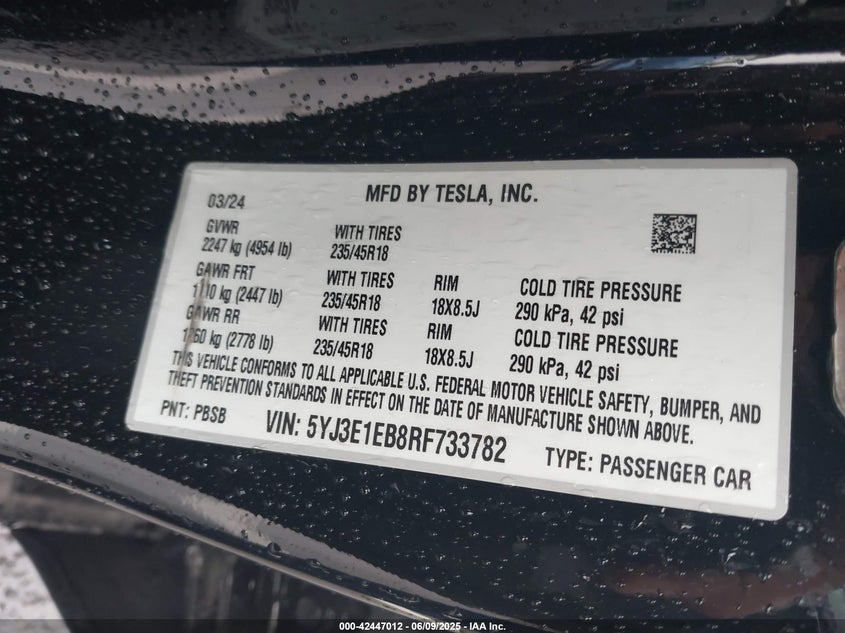 03/24
MFD BY TESLA, INC.
GVWR
2247 kg (4954 lb)
WITH TIRES
235/45R18
GAWR FRT
1110 kg (2447 lb)
WITH TIRES
235/45R18
RIM
18X8.5J
COLD TIRE PRESSURE
290 kPa, 42 psi
GAWR RR
1260 kg (2778 lb)
WITH TIRES
235/45R18
RIM
18X8.5J
COLD TIRE PRESSURE
290 kPa, 42 psi
THIS VEHICLE CONFORMS TO ALL APPLICABLE U.S. FEDERAL MOTOR VEHICLE SAFETY, BUMPER, AND
THEFT PREVENTION STANDARDS IN EFFECT ON THE DATE OF MANUFACTURE SHOWN ABOVE.
PNT: PBSB
VIN: 5YJ3E1EB8RF733782
TYPE: PASSENGER CAR
000-42447012 - 06/09/2025 - IAA Inc.